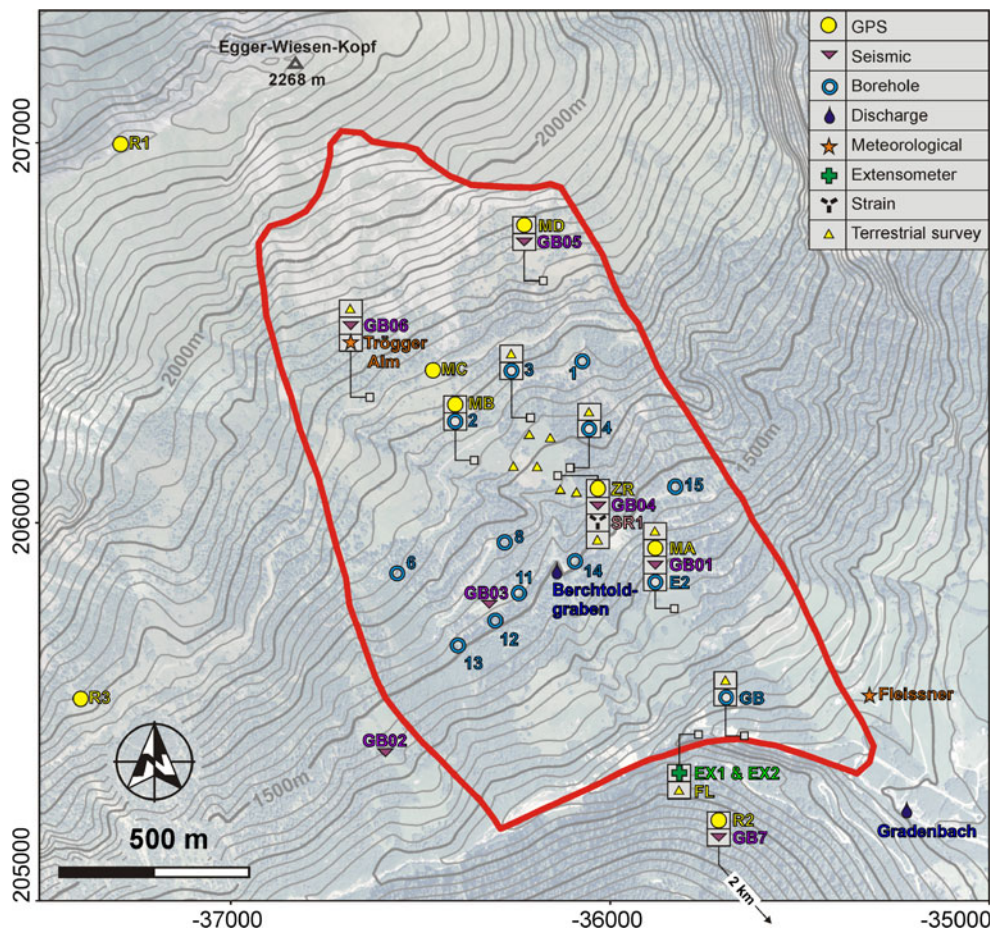 Egger-Wiesen-Kopf
2268 m
GPS
Seismic
Borehole
Discharge
Meteorological
Extensometer
Strain
Terrestrial survey
2000m
207000
R1
MD
GB05
GB06
Trögger
Alm
2000m
MC
3
1
MB
2
4
1500m
ZR
GB04
SR1
15
206000
8
MA
GB01
E2
6
14
11
Berchtold-
graben
GB03
12
13
R3
GB
Fleissner
GB02
1500m
EX1 & EX2
FL
N
R2
GB7
Gradenbach
500 m
2 km
205000
-37000
-36000
-35000